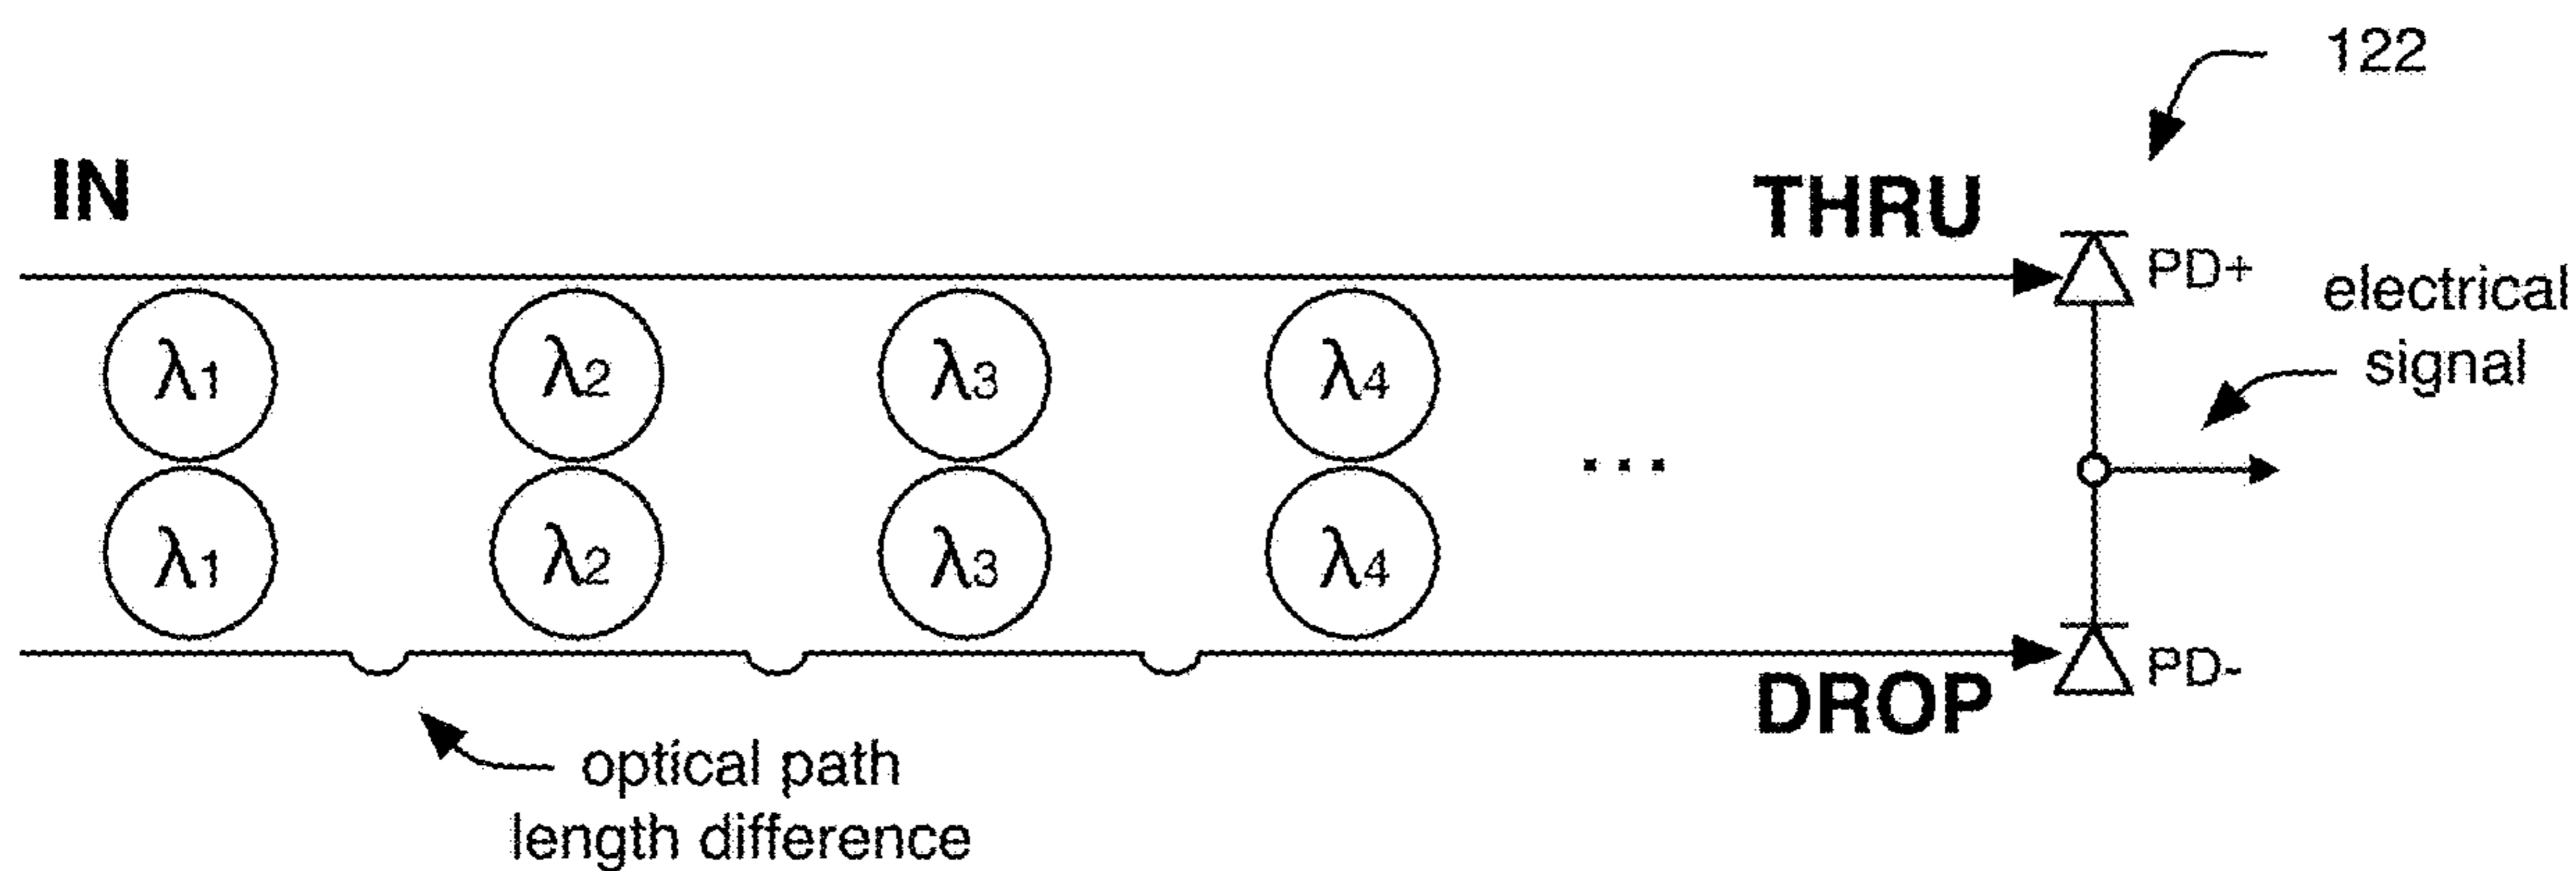 122
IN
THRU
PD+
electrical
signal
λ1 λ2 λ3 λ4
...
λ1 λ2 λ3 λ4
PD-
DROP
optical path
length difference